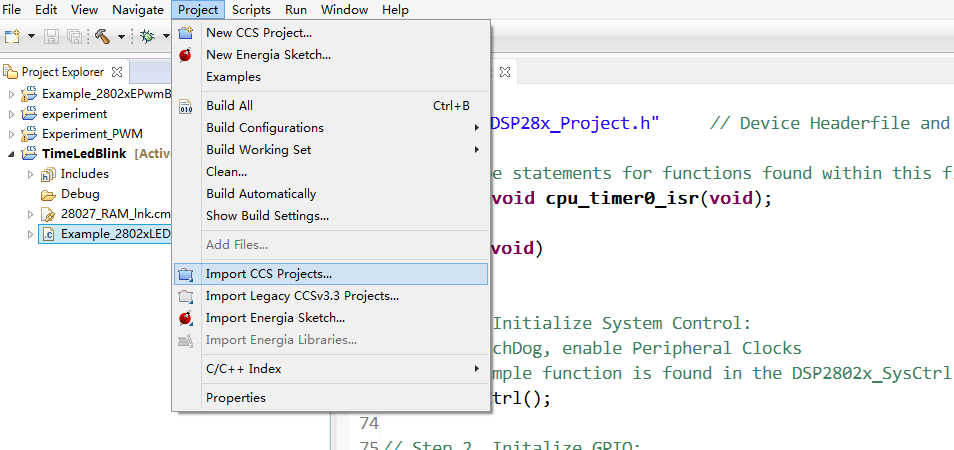 File Edit View Navigate Project Scripts Run Window Help
Project Explorer
Example_2802xEPwmB
experiment
Experiment_PWM
TimeLedBlink [Active
Includes
Debug
28027_RAM_lnk.cm
Example_2802xLED
New CCS Project...
New Energia Sketch...
Examples
Build All Ctrl+B
Build Configurations
Build Working Set
Clean...
Build Automatically
Show Build Settings...
Add Files...
Import CCS Projects...
Import Legacy CCSv3.3 Projects...
Import Energia Sketch...
Import Energia Libraries...
C/C++ Index
Properties
DSP28x_Project.h" // Device Headerfile and
e statements for functions found within this fi
void cpu_timer0_isr(void);
void)
Initialize System Control:
chDog, enable Peripheral Clocks
mple function is found in the DSP2802x_SysCtrl
trl();
74
75 // Step 2. Initalize GPIO: